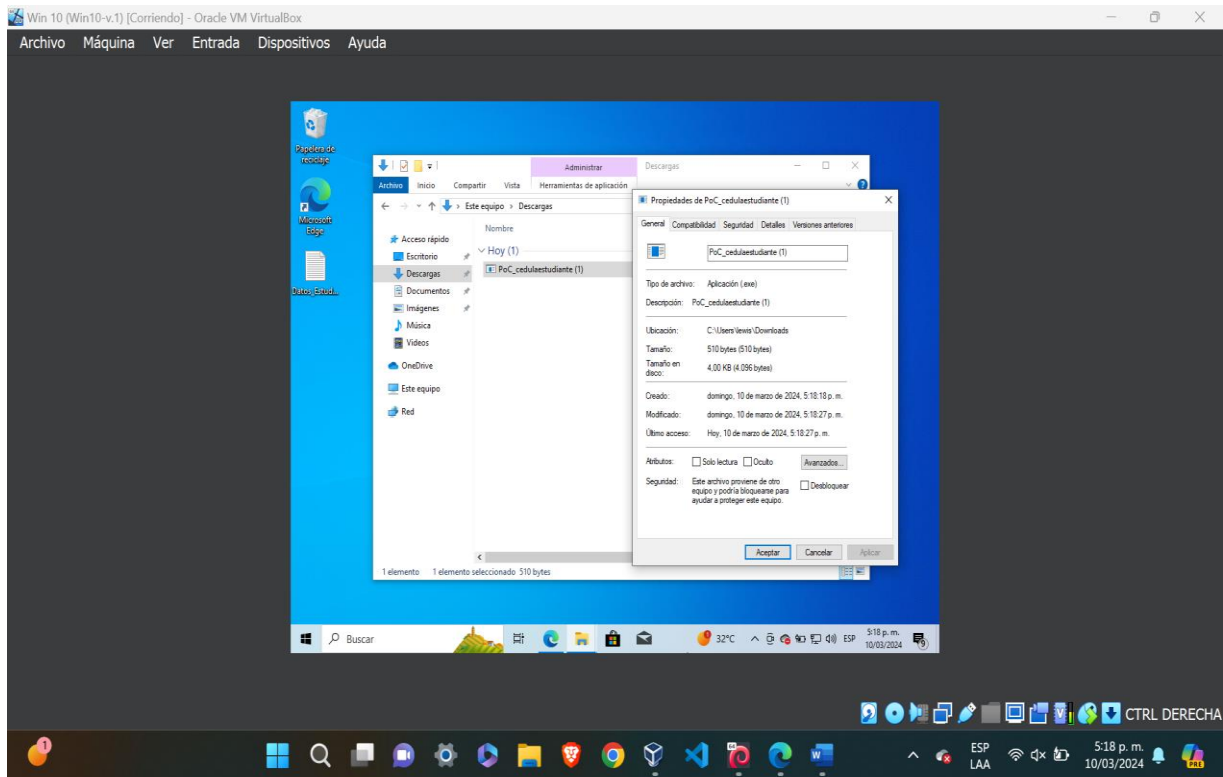 Win 10 (Win10-v.1) [Corriendo] - Oracle VM VirtualBox
Archivo Máquina Ver Entrada Dispositivos Ayuda
Papelera de
reciclaje
Microsoft
Edge
Datos_Estud...
Administrar
Descargas
Archivo Inicio Compartir Vista Herramientas de aplicación
Este equipo > Descargas
Acceso rápido
Escritorio
Descargas
Documentos
Imágenes
Música
Videos
OneDrive
Este equipo
Red
Nombre
Hoy (1)
PoC_cedulaestudiante (1)
1 elemento 1 elemento seleccionado 510 bytes
Propiedades de PoC_cedulaestudiante (1)
General Compatibilidad Seguridad Detalles Versiones anteriores
PoC_cedulaestudiante (1)
Tipo de archivo: Aplicación (.exe)
Descripción: PoC_cedulaestudiante (1)
Ubicación: C:\Users\lewis\Downloads
Tamaño: 510 bytes (510 bytes)
Tamaño en
disco: 4,00 KB (4.096 bytes)
Creado: domingo, 10 de marzo de 2024, 5:18:18 p. m.
Modificado: domingo, 10 de marzo de 2024, 5:18:27 p. m.
Último acceso: Hoy, 10 de marzo de 2024, 5:18:27 p. m.
Atributos: Solo lectura Oculto Avanzados...
Seguridad: Este archivo proviene de otro
equipo y podría bloquearse para
ayudar a proteger este equipo.
Desbloquear
Aceptar Cancelar Aplicar
Buscar
32°C
ESP
5:18 p. m.
10/03/2024
9
CTRL DERECHA
1
ESP
LAA
5:18 p. m.
10/03/2024
PRE